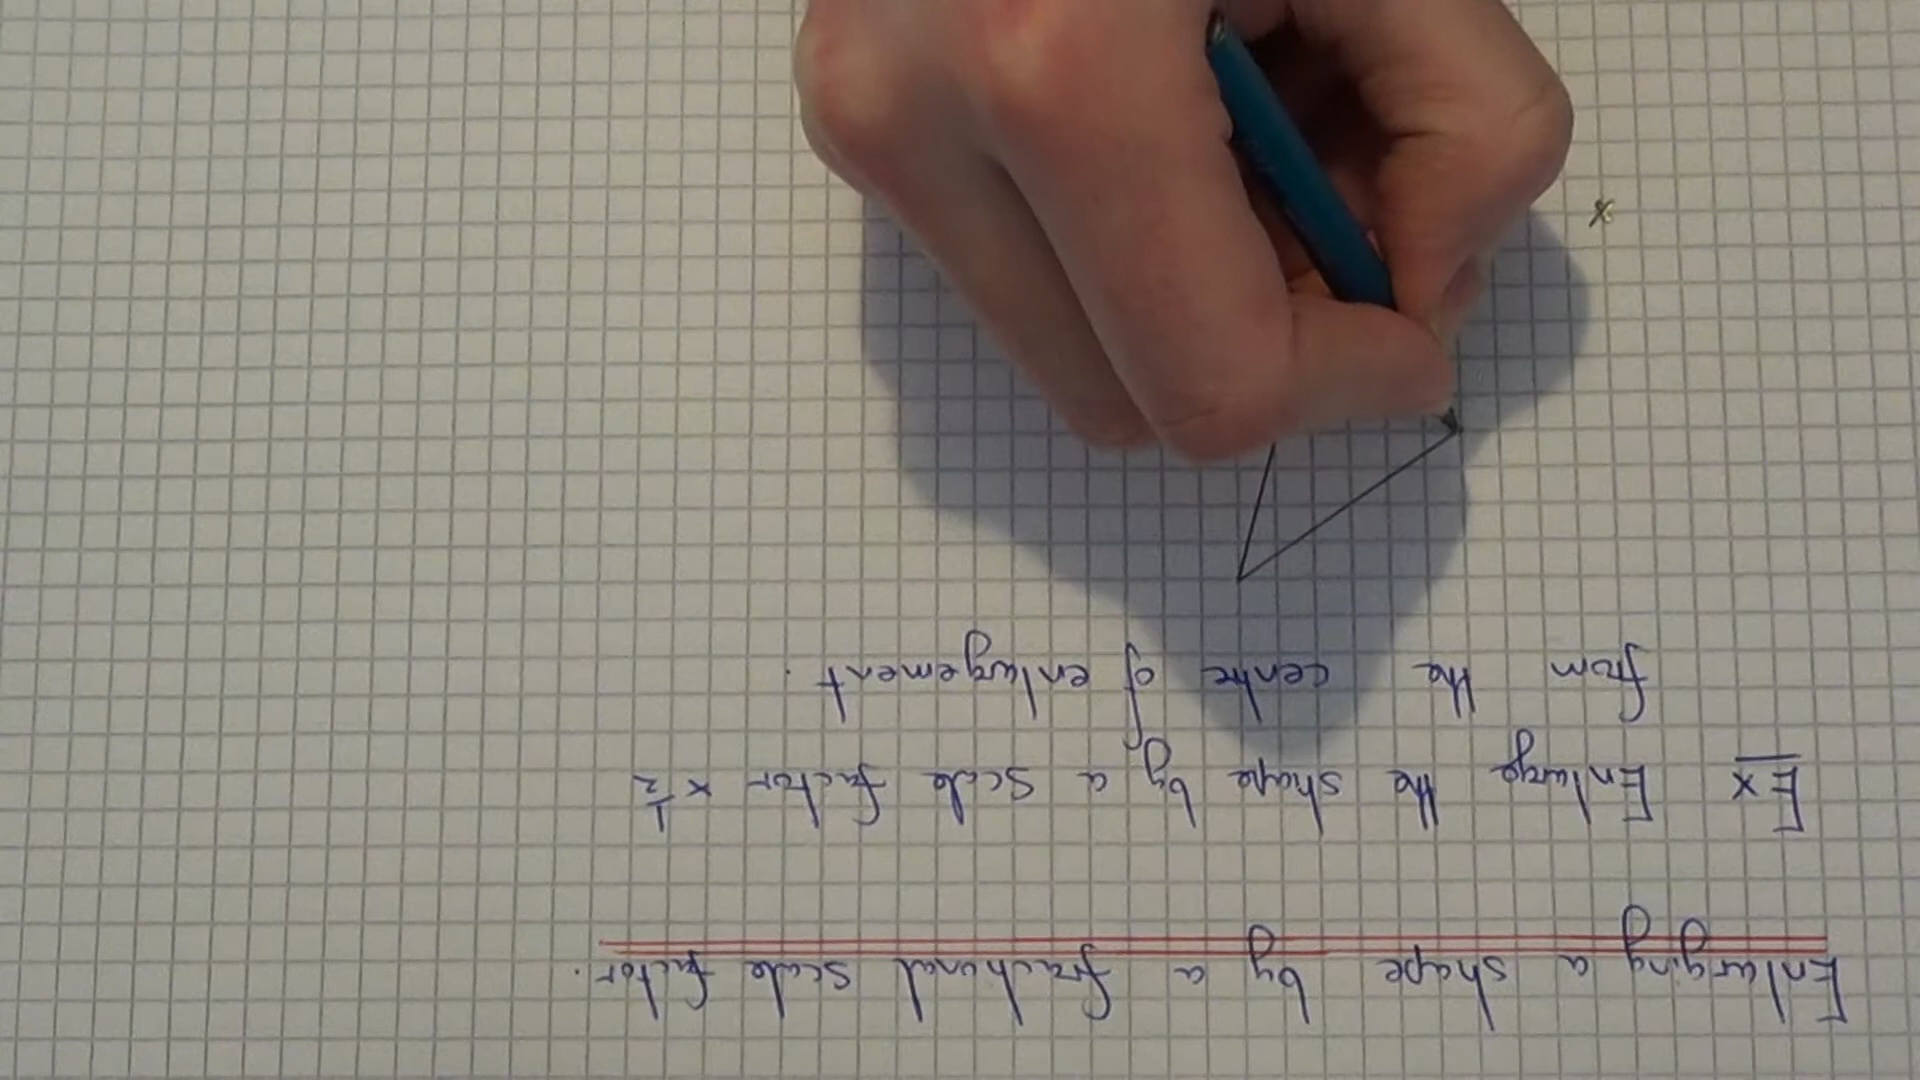 Enlarging a shape by a fractional scale factor.
Ex Enlarge the shape by a scale factor × 1/2
from the centre of enlargement.
×